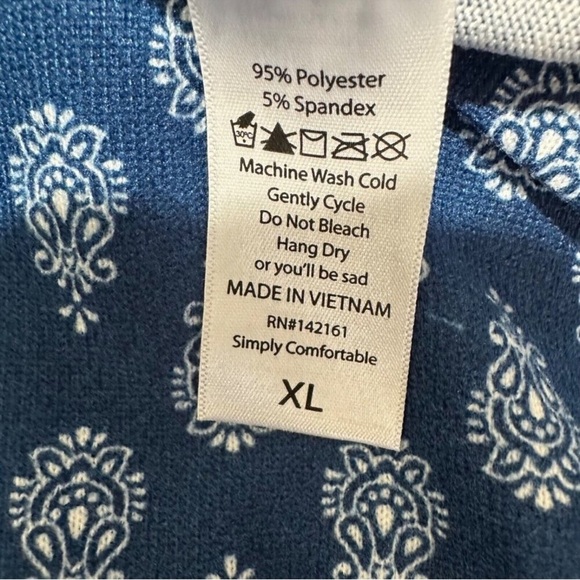 95% Polyester
5% Spandex
30°C
Machine Wash Cold
Gently Cycle
Do Not Bleach
Hang Dry
or you'll be sad
MADE IN VIETNAM
RN#142161
Simply Comfortable
XL